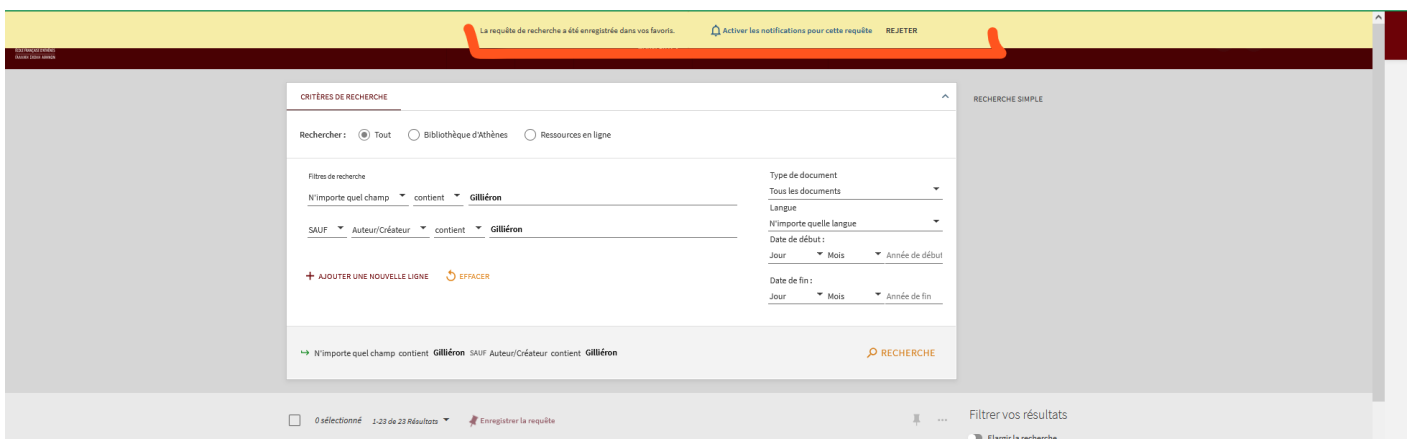 La requête de recherche a été enregistrée dans vos favoris. Activer les notifications pour cette requête REJETER
CRITÈRES DE RECHERCHE
RECHERCHE SIMPLE
Rechercher : Tout Bibliothèque d'Athènes Ressources en ligne
Filtres de recherche
N'importe quel champ contient Gilliéron
SAUF Auteur/Créateur contient Gilliéron
+ AJOUTER UNE NOUVELLE LIGNE EFFACER
Type de document
Tous les documents
Langue
N'importe quelle langue
Date de début :
Jour Mois Année de début
Date de fin :
Jour Mois Année de fin
N'importe quel champ contient Gilliéron SAUF Auteur/Créateur contient Gilliéron
RECHERCHE
0 sélectionné 1-23 de 23 Résultats Enregistrer la requête
Filtrer vos résultats
Elargir la recherche